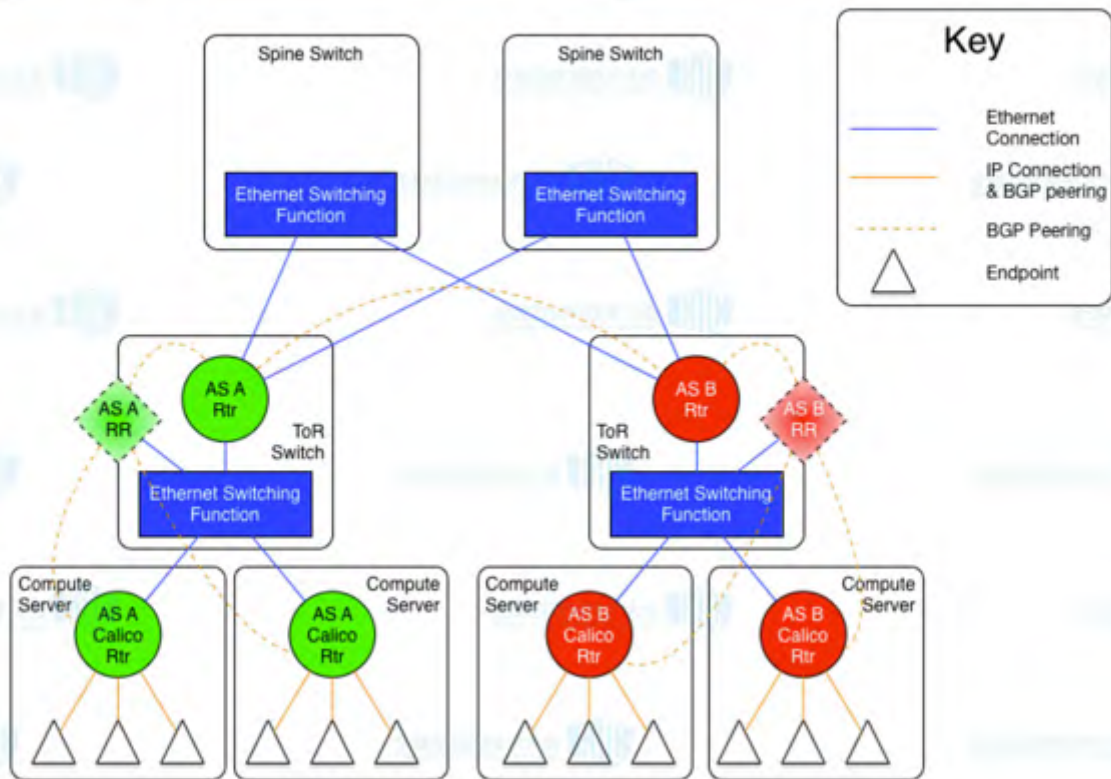 Spine Switch
Spine Switch
Key
Ethernet Switching
Function
Ethernet Switching
Function
Ethernet
Connection
IP Connection
& BGP peering
BGP Peering
Endpoint
AS A
RR
AS A
Rtr
ToR
Switch
Ethernet Switching
Function
AS B
Rtr
AS B
RR
ToR
Switch
Ethernet Switching
Function
Compute
Server
AS A
Calico
Rtr
Compute
Server
AS A
Calico
Rtr
Compute
Server
AS B
Calico
Rtr
Compute
Server
AS B
Calico
Rtr